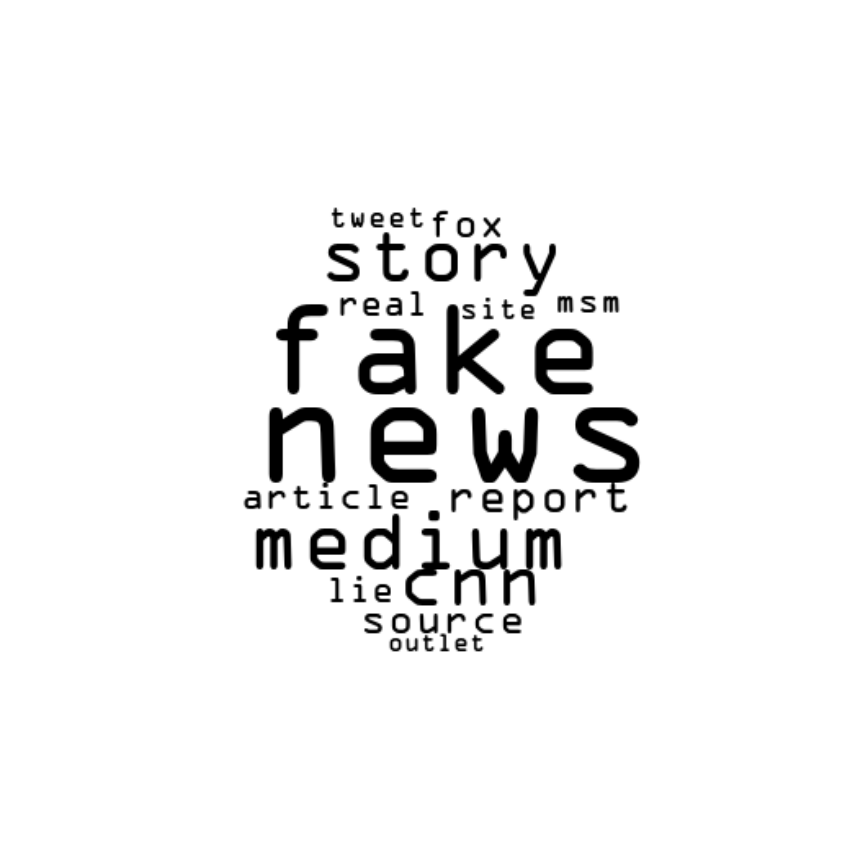 tweet fox
story
real site msm
fake
news
article report
medium
lie cnn
source
outlet